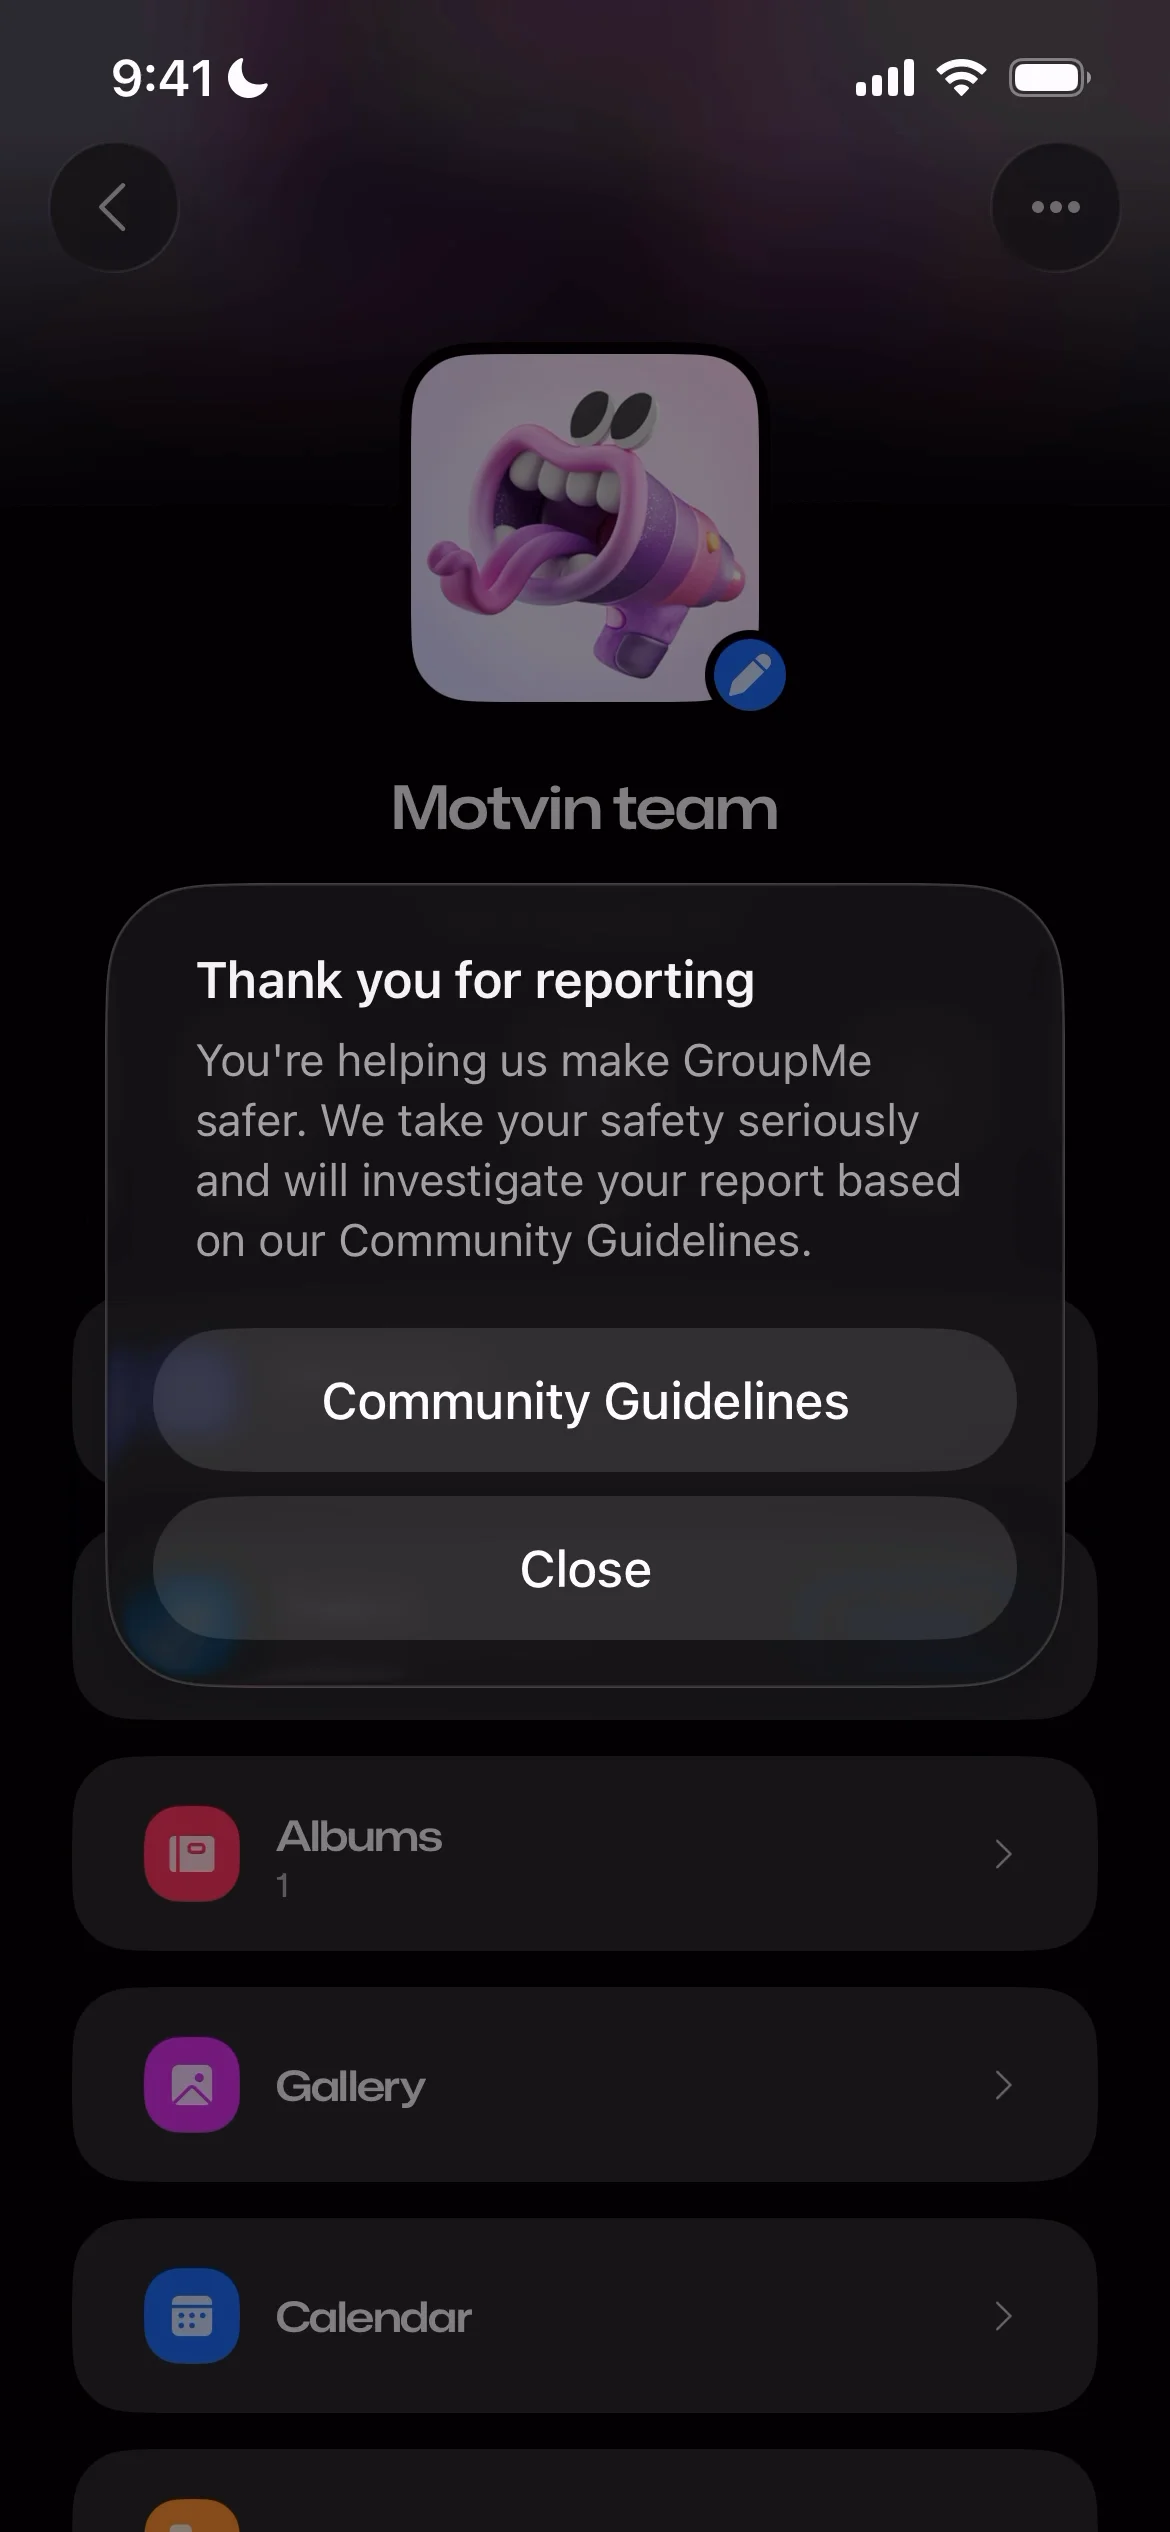 9:41
Motvin team
Thank you for reporting
You're helping us make GroupMe
safer. We take your safety seriously
and will investigate your report based
on our Community Guidelines.
Community Guidelines
Close
Albums
1
Gallery
Calendar